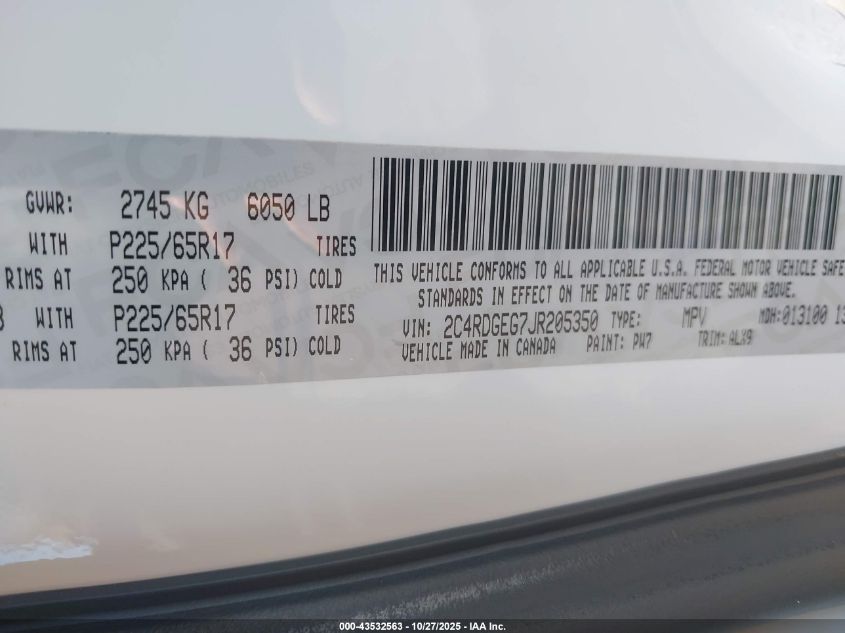 GVWR: 2745 KG 6050 LB
WITH P225/65R17 TIRES
RIMS AT 250 KPA ( 36 PSI) COLD
WITH P225/65R17 TIRES
RIMS AT 250 KPA ( 36 PSI) COLD
THIS VEHICLE CONFORMS TO ALL APPLICABLE U.S.A. FEDERAL MOTOR VEHICLE SAFE
STANDARDS IN EFFECT ON THE DATE OF MANUFACTURE SHOWN ABOVE.
VIN: 2C4RDGEG7JR205350 TYPE: MPV MDH:013100 13
VEHICLE MADE IN CANADA PAINT: PW7 TRIM: ALX9
000-43532563 - 10/27/2025 - IAA Inc.